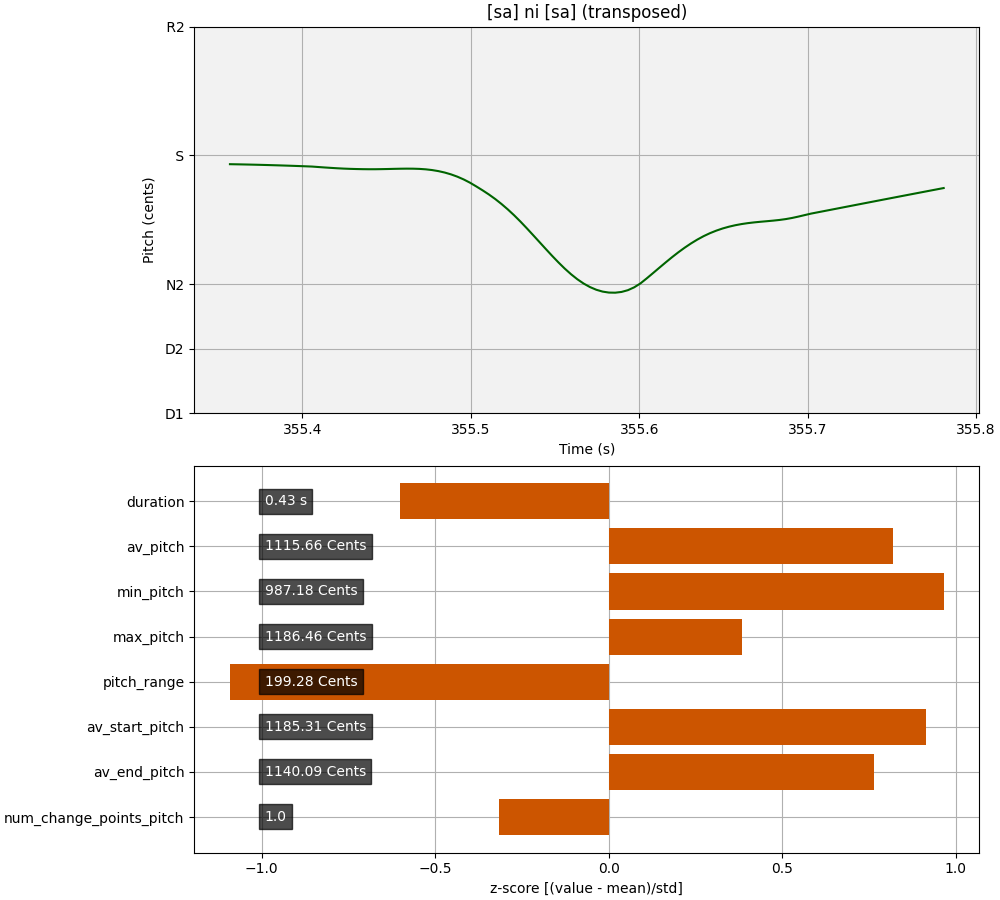 [sa] ni [sa] (transposed)
R2
S
N2
D2
D1
Pitch (cents)
355.4 355.5 355.6 355.7 355.8
Time (s)
duration 0.43 s
av_pitch 1115.66 Cents
min_pitch 987.18 Cents
max_pitch 1186.46 Cents
pitch_range 199.28 Cents
av_start_pitch 1185.31 Cents
av_end_pitch 1140.09 Cents
num_change_points_pitch 1.0
−1.0 −0.5 0.0 0.5 1.0
z-score [(value - mean)/std]